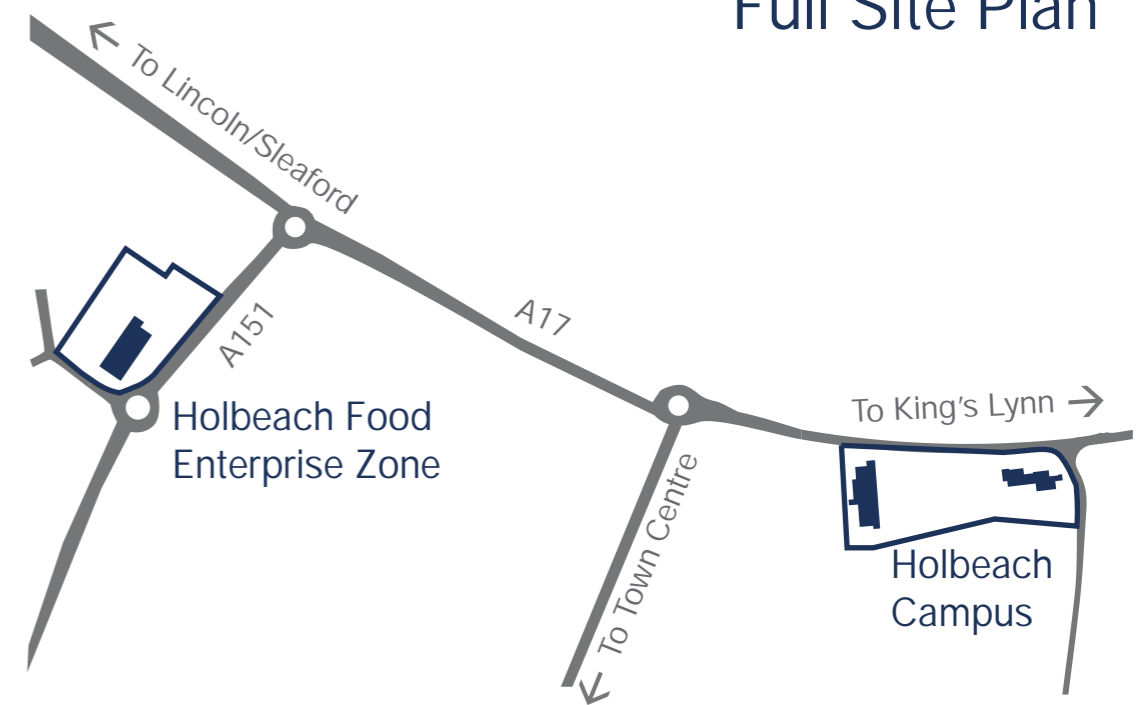 Full Site Plan
← To Lincoln/Sleaford
A17
A151
To King's Lynn →
Holbeach Food
Enterprise Zone
← To Town Centre
Holbeach
Campus